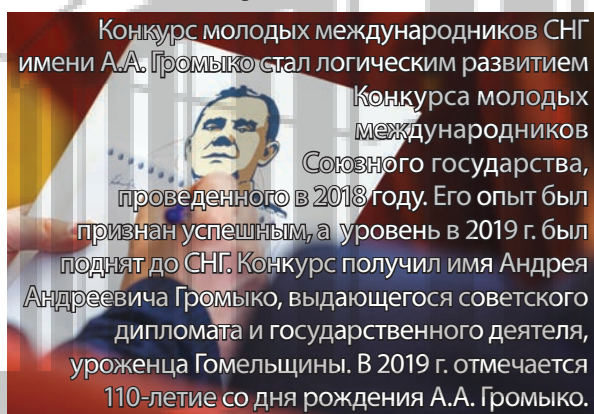 Конкурс молодых международников СНГ
имени А.А. Громыко стал логическим развитием
Конкурса молодых
международников
Союзного государства,
проведенного в 2018 году. Его опыт был
признан успешным, а уровень в 2019 г. был
поднят до СНГ. Конкурс получил имя Андрея
Андреевича Громыко, выдающегося советского
дипломата и государственного деятеля,
уроженца Гомельщины. В 2019 г. отмечается
110-летие со дня рождения А.А. Громыко.